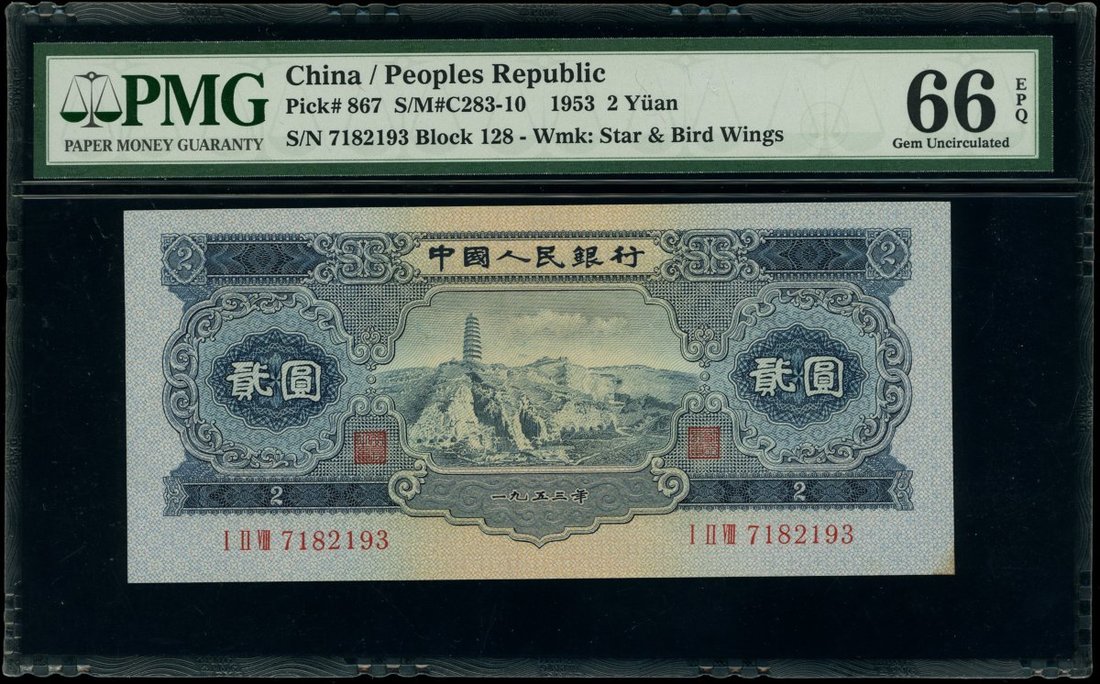 PMG
PAPER MONEY GUARANTY
China / Peoples Republic
Pick# 867 S/M#C283-10 1953 2 Yüan
S/N 7182193 Block 128 - Wmk: Star & Bird Wings
66
EPQ
Gem Uncirculated
2 中國人民銀行 2
貳圓 貳圓
2 一九五三年 2
I II VIII 7182193 I II VIII 7182193